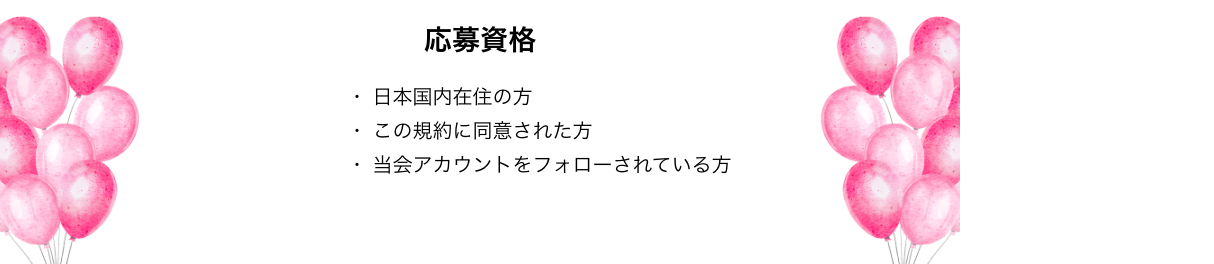 応募資格
・ 日本国内在住の方
・ この規約に同意された方
・ 当会アカウントをフォローされている方